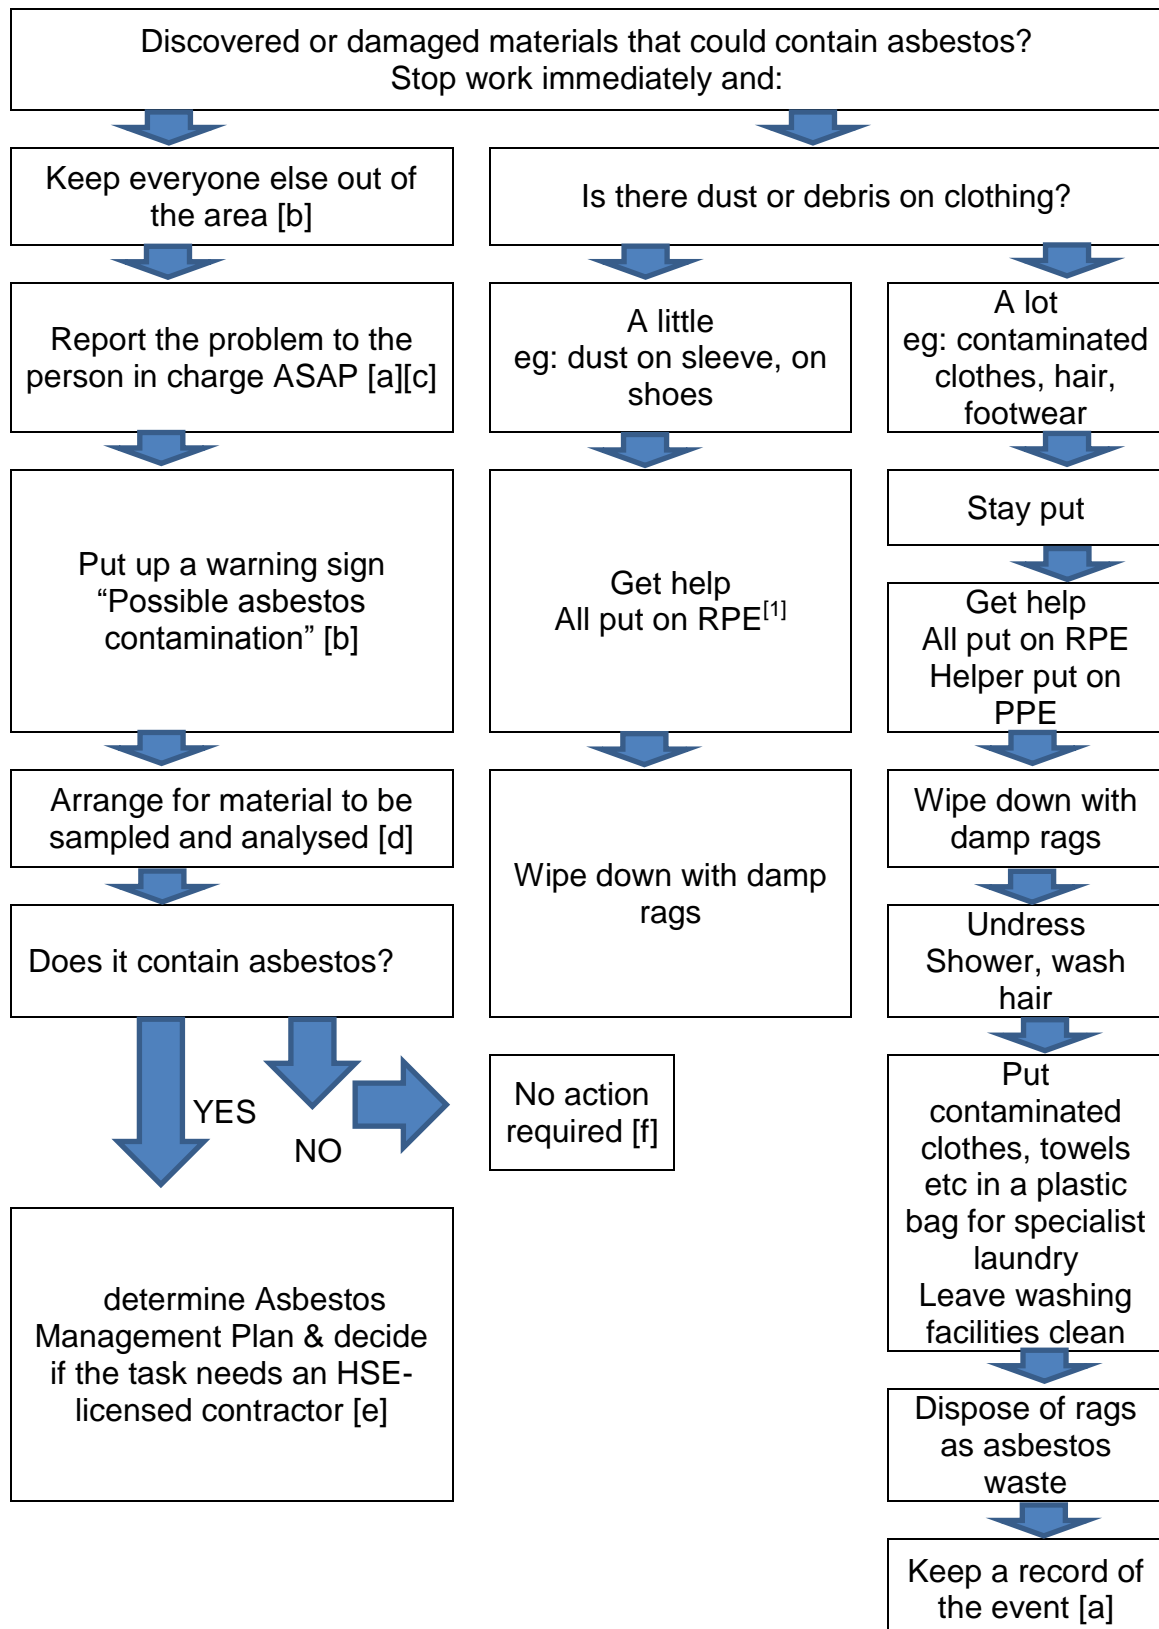 Discovered or damaged materials that could contain asbestos?
Stop work immediately and:
Keep everyone else out of
the area [b]
Is there dust or debris on clothing?
Report the problem to the
person in charge ASAP [a][c]
A little
eg: dust on sleeve, on
shoes
A lot
eg: contaminated
clothes, hair,
footwear
Put up a warning sign
“Possible asbestos
contamination” [b]
Get help
All put on RPE[1]
Stay put
Get help
All put on RPE
Helper put on
PPE
Arrange for material to be
sampled and analysed [d]
Wipe down with damp
rags
Wipe down with
damp rags
Does it contain asbestos?
Undress
Shower, wash
hair
YES
NO
No action
required [f]
Put
contaminated
clothes, towels
etc in a plastic
bag for specialist
laundry
Leave washing
facilities clean
determine Asbestos
Management Plan & decide
if the task needs an HSE-
licensed contractor [e]
Dispose of rags
as asbestos
waste
Keep a record of
the event [a]